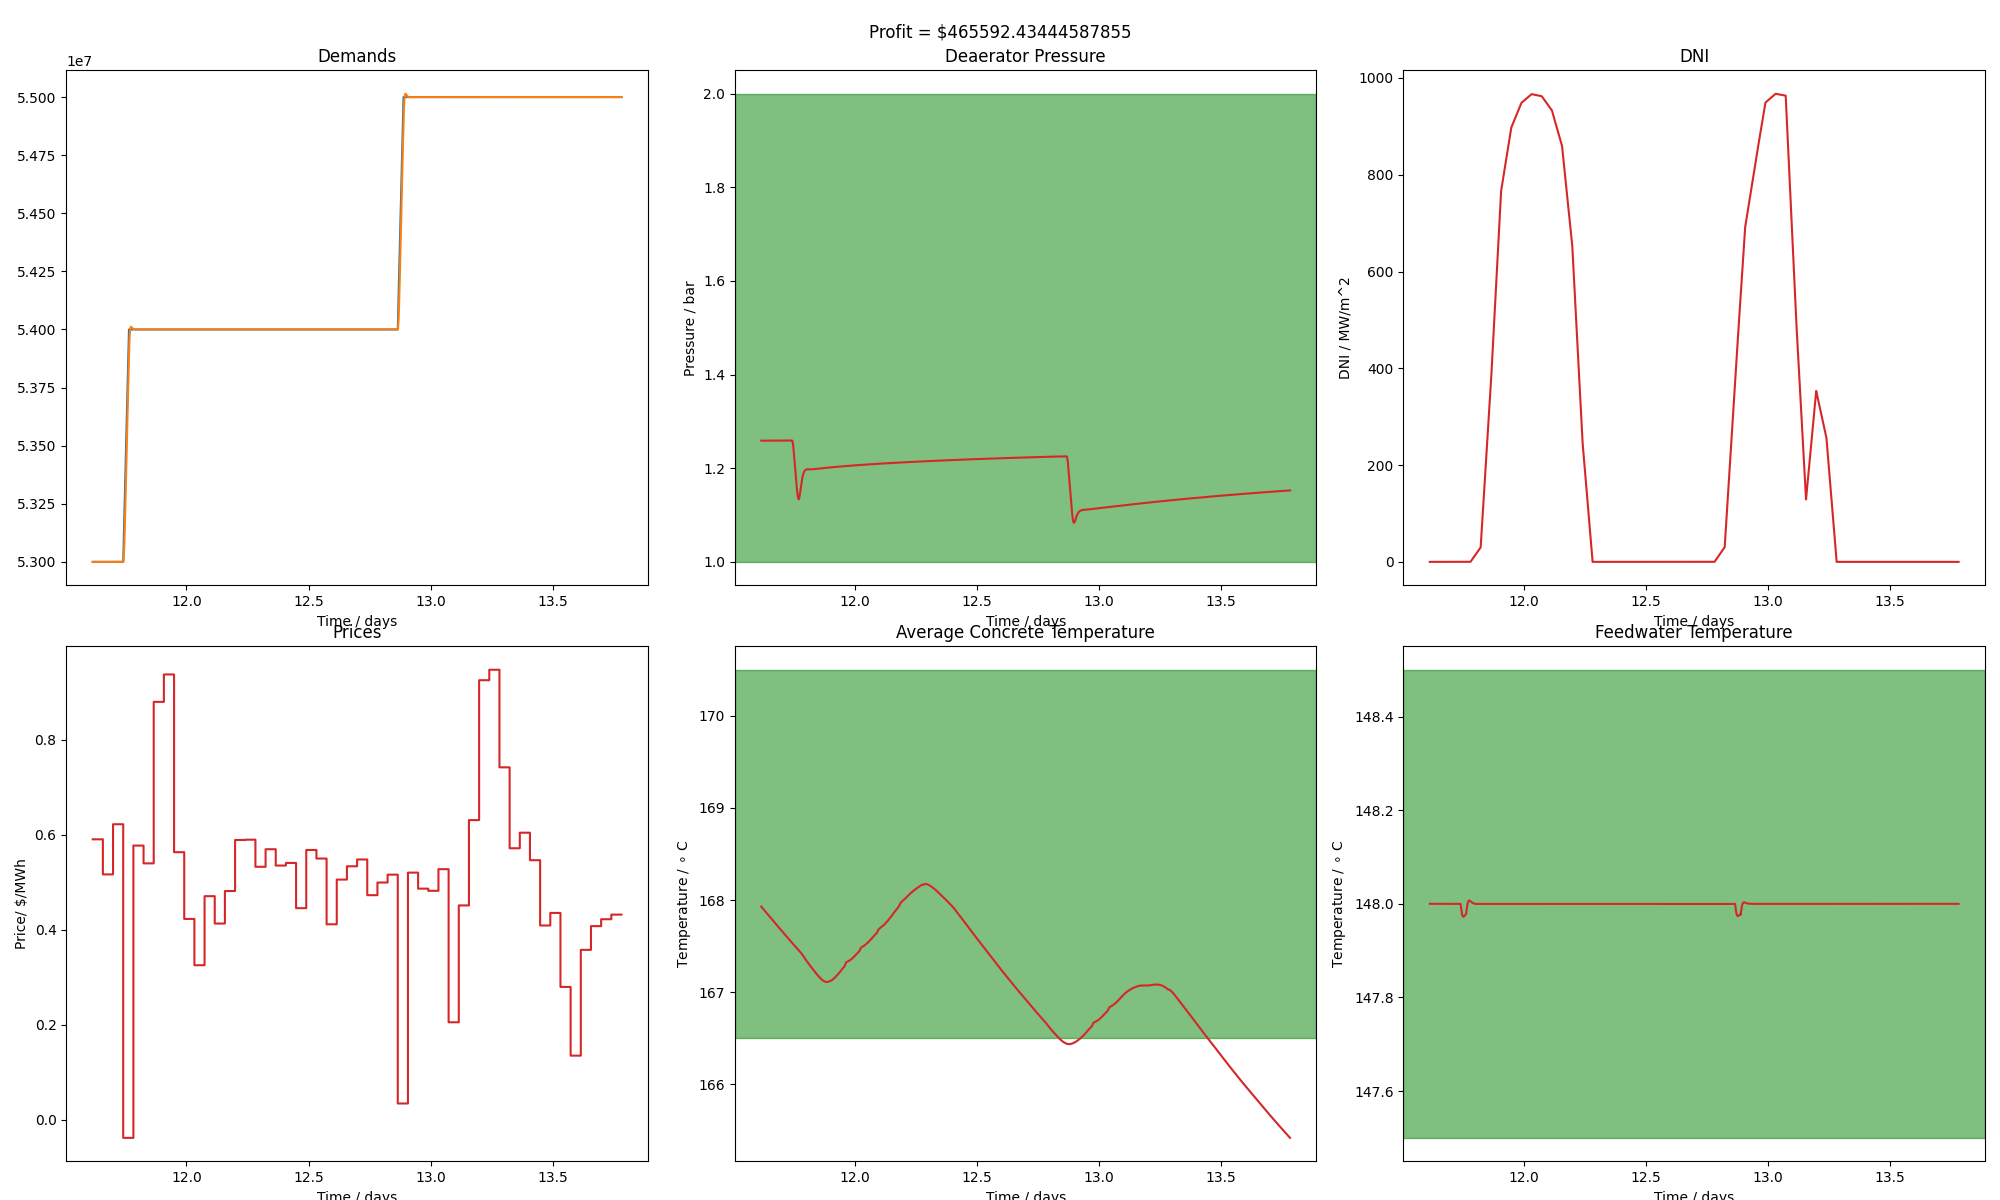 Profit = $465592.43444587855
Demands
1e7
5.500
5.475
5.450
5.425
5.400
5.375
5.350
5.325
5.300
12.0 12.5 13.0 13.5
Time / days
Deaerator Pressure
Pressure / bar
2.0
1.8
1.6
1.4
1.2
1.0
12.0 12.5 13.0 13.5
Time / days
DNI
DNI / MW/m^2
1000
800
600
400
200
0
12.0 12.5 13.0 13.5
Time / days
Prices
Price/ $/MWh
0.8
0.6
0.4
0.2
0.0
12.0 12.5 13.0 13.5
Time / days
Average Concrete Temperature
Temperature / ∘ C
170
169
168
167
166
12.0 12.5 13.0 13.5
Time / days
Feedwater Temperature
Temperature / ∘ C
148.4
148.2
148.0
147.8
147.6
12.0 12.5 13.0 13.5
Time / days